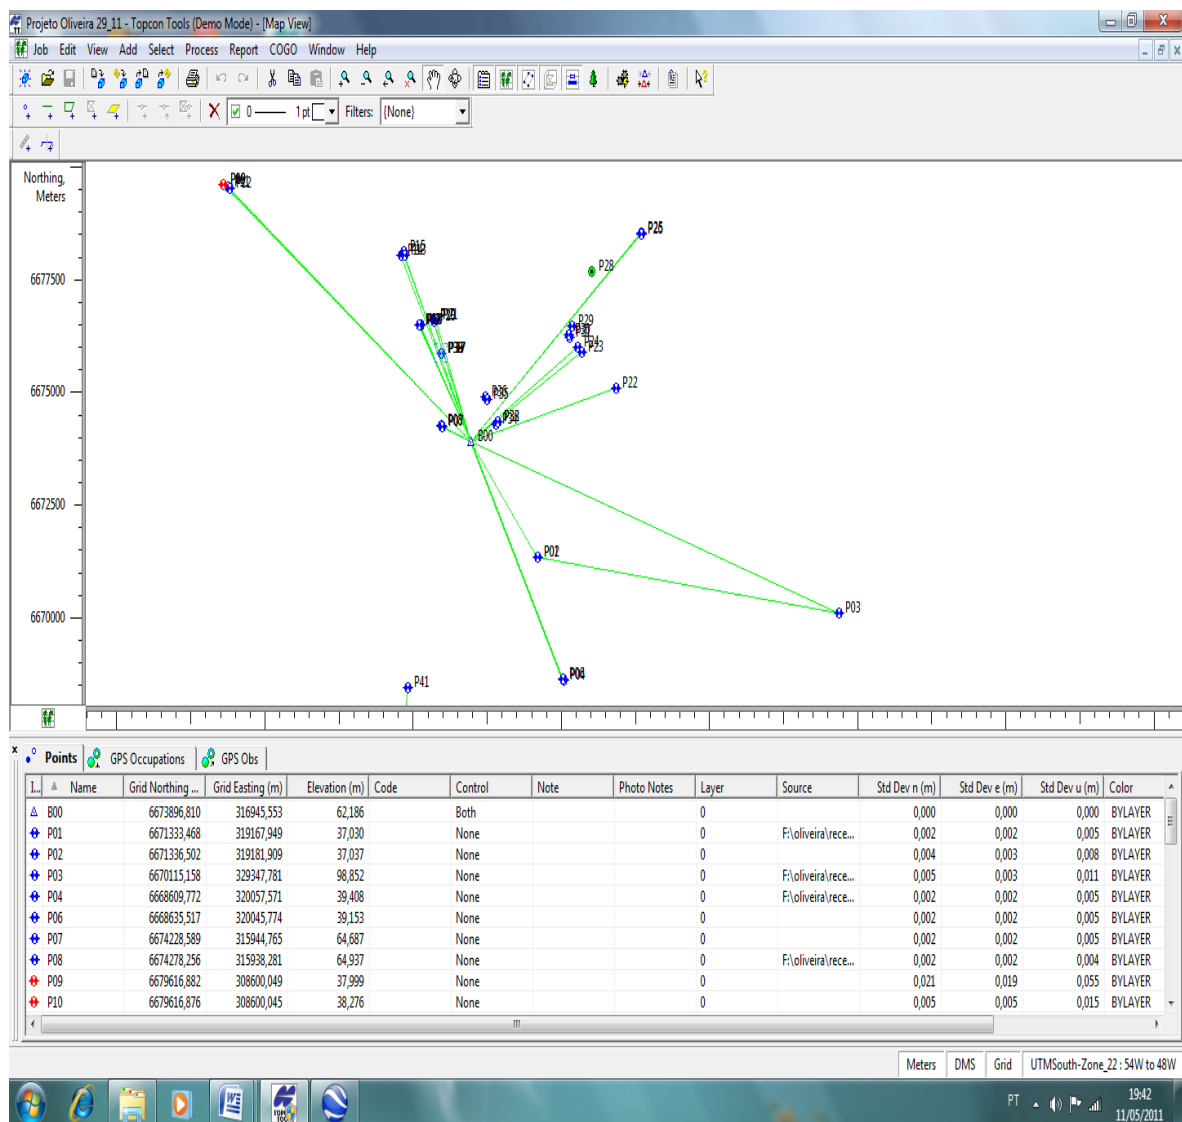 Projeto Oliveira 29_11 - Topcon Tools (Demo Mode) - [Map View]
Job Edit View Add Select Process Report COGO Window Help
0 1 pt Filters: {None}
Northing,
Meters
P15
P26
P28
6677500
P29
P24
P23
6675000
P22
P36
B00
6672500
P03
6670000
P41
Points GPS Occupations GPS Obs
I... Name Grid Northing ... Grid Easting (m) Elevation (m) Code Control Note Photo Notes Layer Source Std Dev n (m) Std Dev e (m) Std Dev u (m) Color
B00 6673896,810 316945,553 62,186 Both 0 0,000 0,000 0,000 BYLAYER
P01 6671333,468 319167,949 37,030 None 0 F:\oliveira\rece... 0,002 0,002 0,005 BYLAYER
P02 6671336,502 319181,909 37,037 None 0 0,004 0,003 0,008 BYLAYER
P03 6670115,158 329347,781 98,852 None 0 F:\oliveira\rece... 0,005 0,003 0,011 BYLAYER
P04 6668609,772 320057,571 39,408 None 0 F:\oliveira\rece... 0,002 0,002 0,005 BYLAYER
P06 6668635,517 320045,774 39,153 None 0 0,002 0,002 0,005 BYLAYER
P07 6674228,589 315944,765 64,687 None 0 0,002 0,002 0,005 BYLAYER
P08 6674278,256 315938,281 64,937 None 0 F:\oliveira\rece... 0,002 0,002 0,004 BYLAYER
P09 6679616,882 308600,049 37,999 None 0 0,021 0,019 0,055 BYLAYER
P10 6679616,876 308600,045 38,276 None 0 0,005 0,005 0,015 BYLAYER
Meters DMS Grid UTMSouth-Zone_22 : 54W to 48W
PT 19:42
11/05/2011